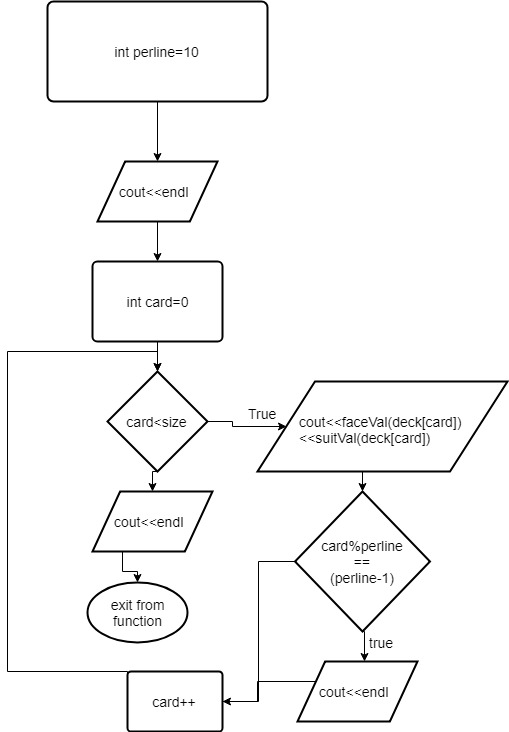 int perline=10
cout<<endl
int card=0
card<size
True
cout<<faceVal(deck[card])
<<suitVal(deck[card])
cout<<endl
card%perline
==
(perline-1)
exit from
function
true
cout<<endl
card++